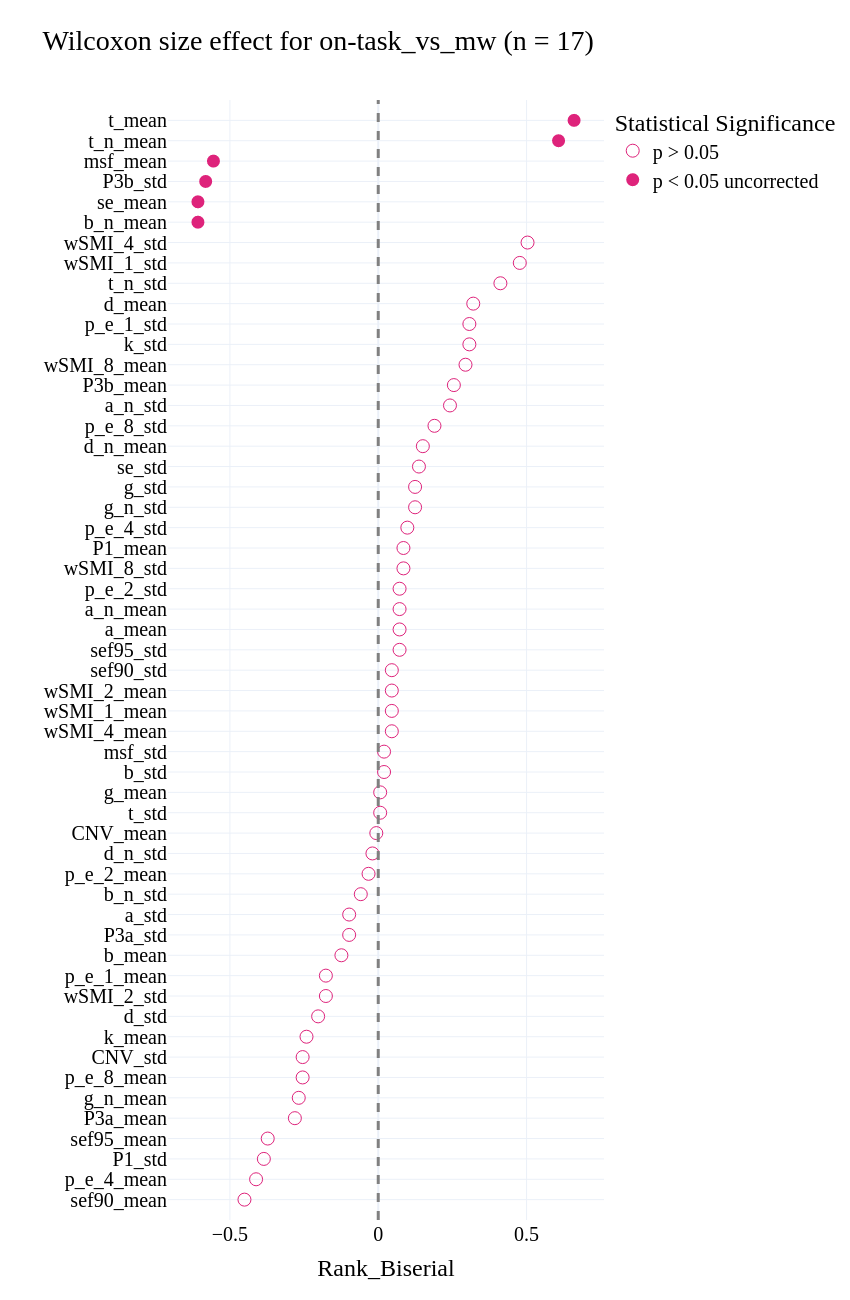 Wilcoxon size effect for on-task_vs_mw (n = 17)
Statistical Significance
p > 0.05
p < 0.05 uncorrected
t_mean
t_n_mean
msf_mean
P3b_std
se_mean
b_n_mean
wSMI_4_std
wSMI_1_std
t_n_std
d_mean
p_e_1_std
k_std
wSMI_8_mean
P3b_mean
a_n_std
p_e_8_std
d_n_mean
se_std
g_std
g_n_std
p_e_4_std
P1_mean
wSMI_8_std
p_e_2_std
a_n_mean
a_mean
sef95_std
sef90_std
wSMI_2_mean
wSMI_1_mean
wSMI_4_mean
msf_std
b_std
g_mean
t_std
CNV_mean
d_n_std
p_e_2_mean
b_n_std
a_std
P3a_std
b_mean
p_e_1_mean
wSMI_2_std
d_std
k_mean
CNV_std
p_e_8_mean
g_n_mean
P3a_mean
sef95_mean
P1_std
p_e_4_mean
sef90_mean
−0.5 0 0.5
Rank_Biserial